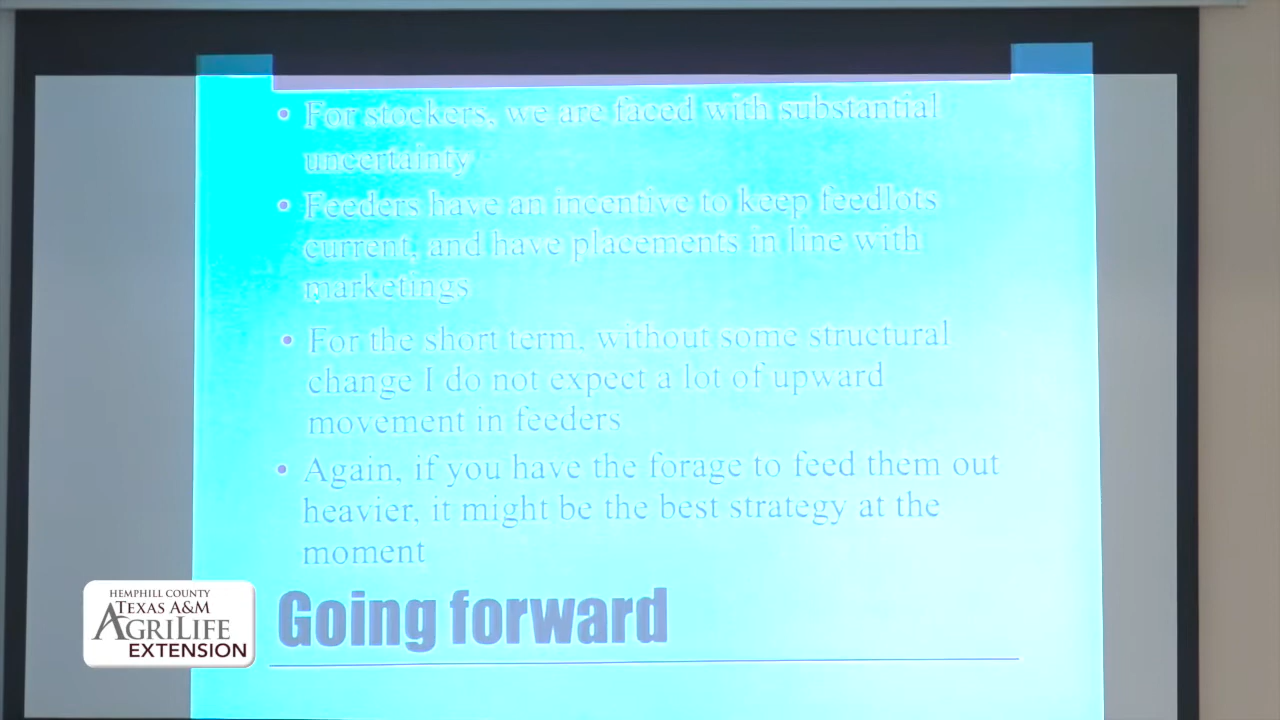 • For stockers, we are faced with substantial
uncertainty
• Feeders have an incentive to keep feedlots
current, and have placements in line with
marketings
• For the short term, without some structural
change I do not expect a lot of upward
movement in feeders
• Again, if you have the forage to feed them out
heavier, it might be the best strategy at the
moment
Going forward
HEMPHILL COUNTY
TEXAS A&M
AGRILIFE
EXTENSION